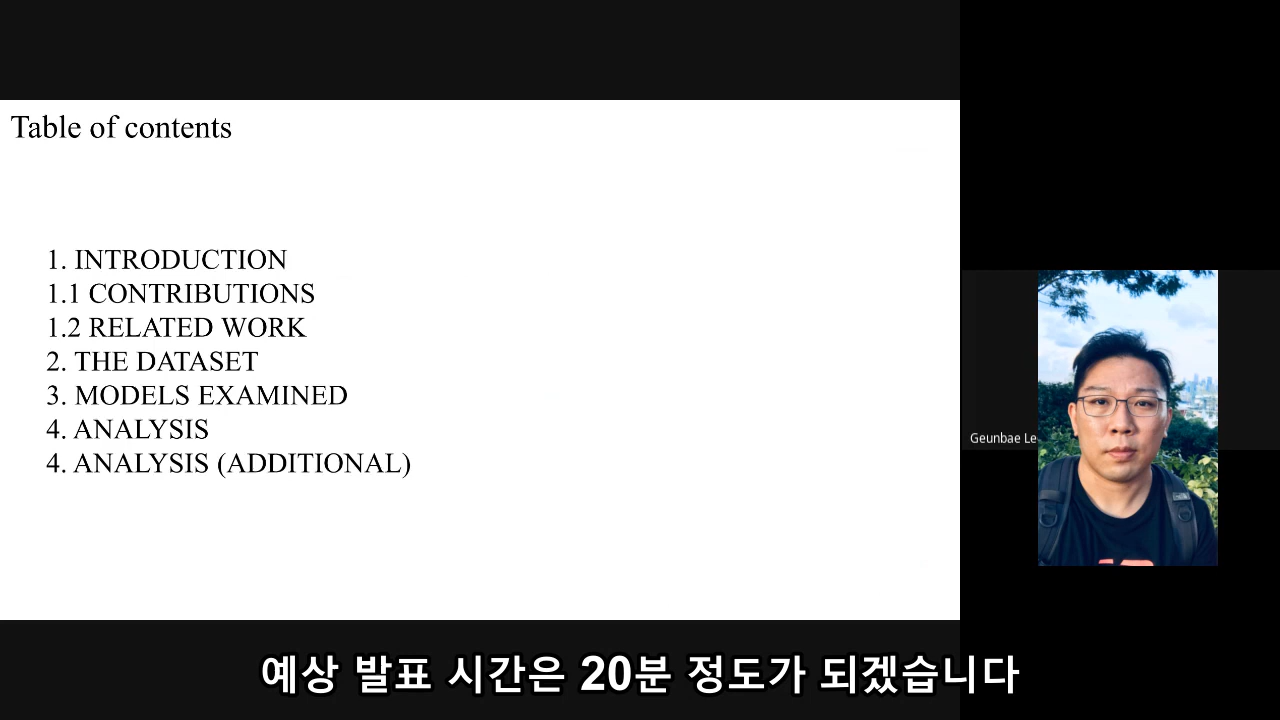 Table of contents
1. INTRODUCTION
1.1 CONTRIBUTIONS
1.2 RELATED WORK
2. THE DATASET
3. MODELS EXAMINED
4. ANALYSIS
4. ANALYSIS (ADDITIONAL)
Geunbae Le
예상 발표 시간은 20분 정도가 되겠습니다